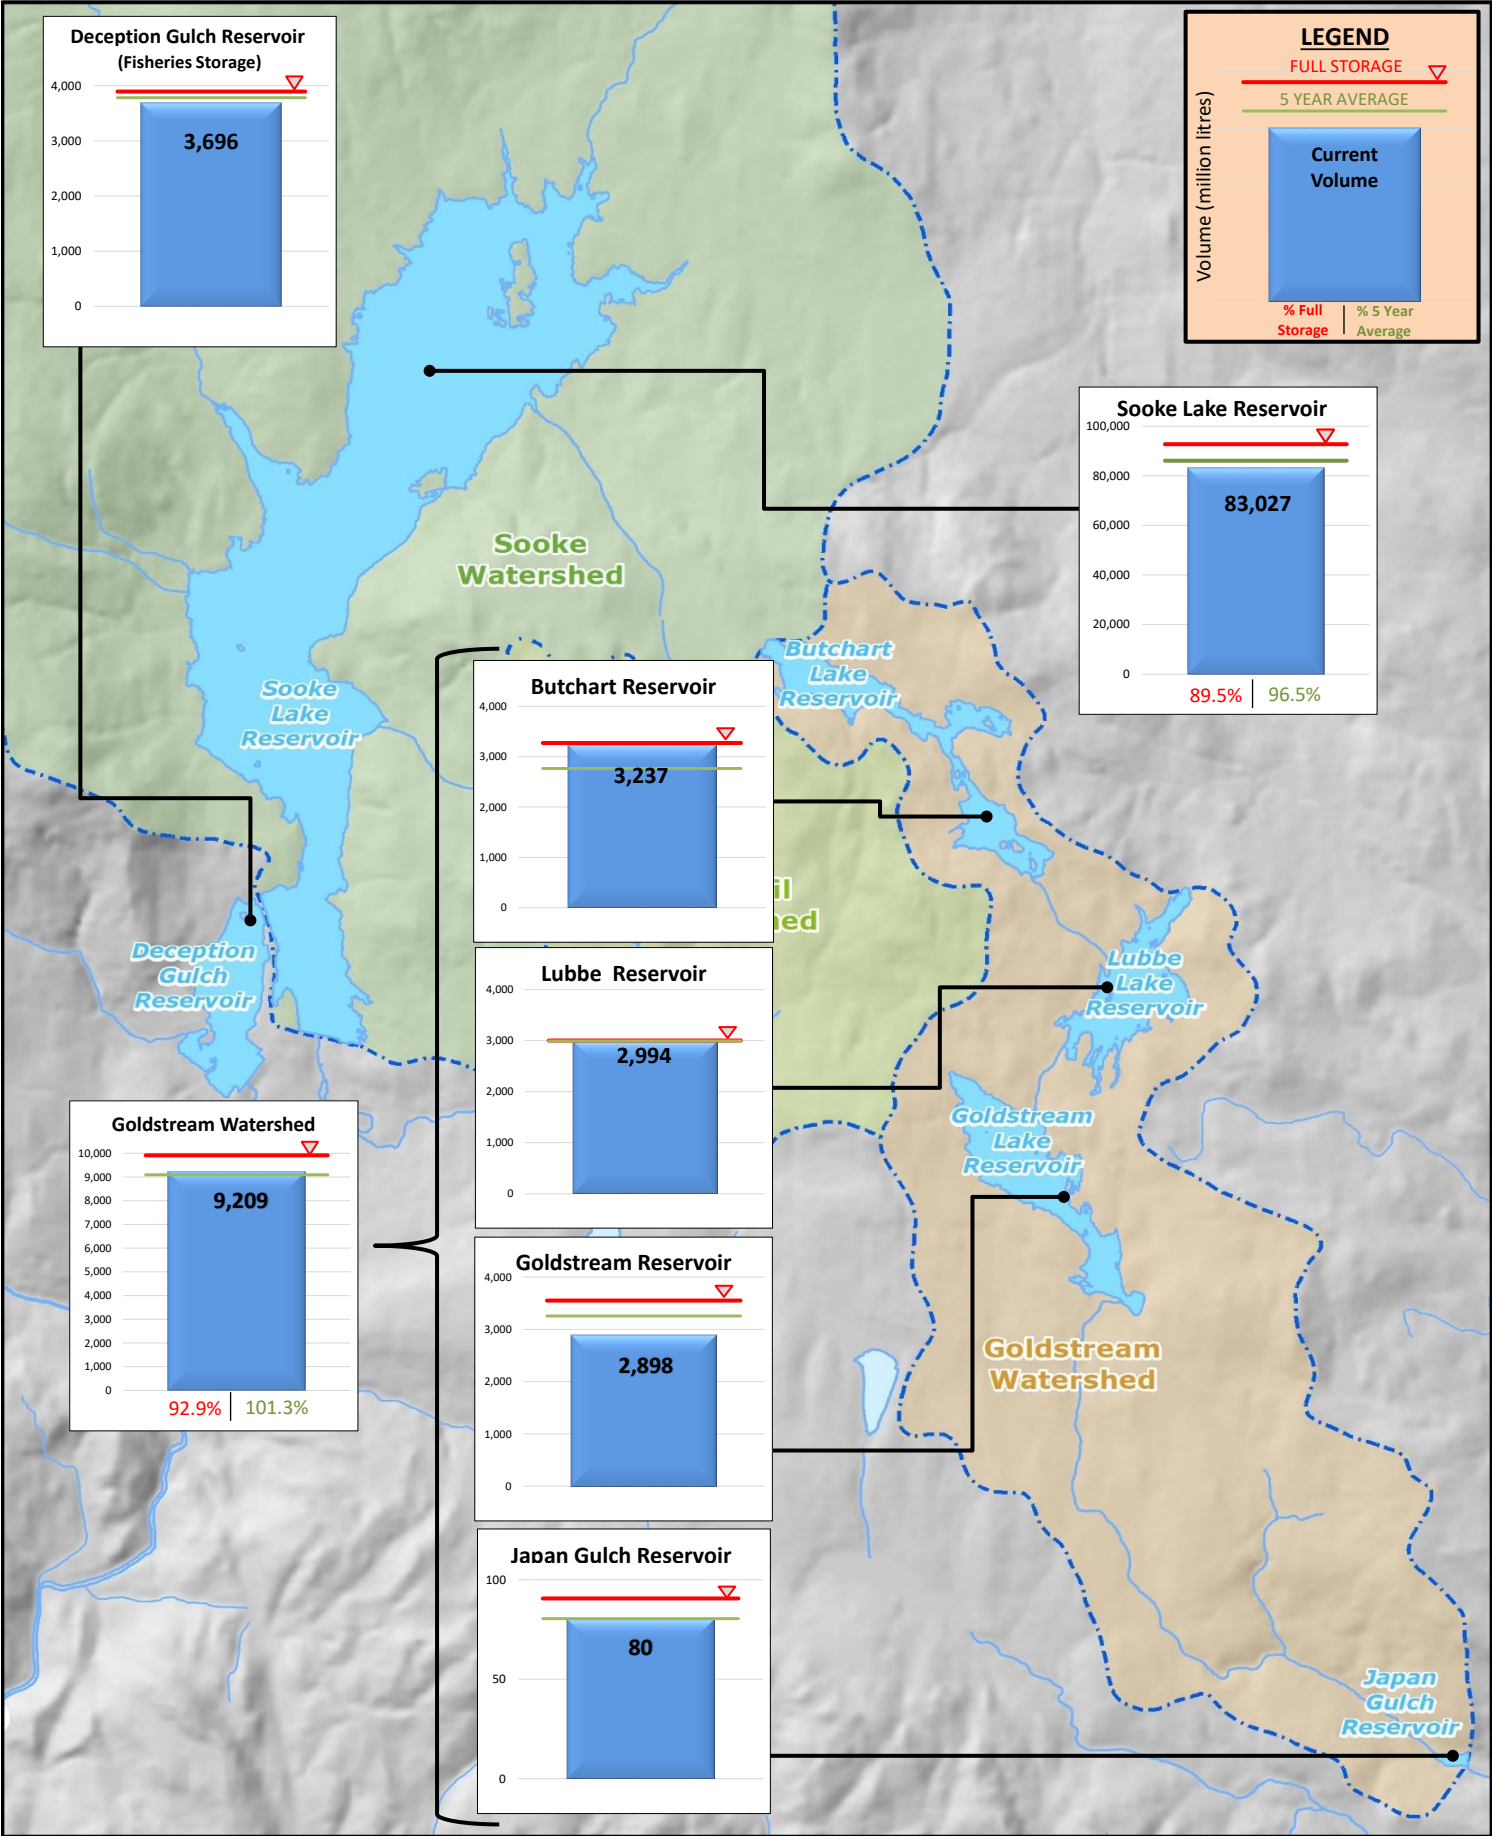 Deception Gulch Reservoir
(Fisheries Storage)
4,000
3,000
2,000
1,000
0
3,696
LEGEND
FULL STORAGE
5 YEAR AVERAGE
Volume (million litres)
Current
Volume
% Full
Storage
% 5 Year
Average
Sooke Lake Reservoir
100,000
80,000
60,000
40,000
20,000
0
83,027
89.5% 96.5%
Sooke
Watershed
Sooke
Lake
Reservoir
Butchart
Lake
Reservoir
Butchart Reservoir
4,000
3,000
2,000
1,000
0
3,237
il
ed
Deception
Gulch
Reservoir
Lubbe Reservoir
4,000
3,000
2,000
1,000
0
2,994
Lubbe
Lake
Reservoir
Goldstream Watershed
10,000
9,000
8,000
7,000
6,000
5,000
4,000
3,000
2,000
1,000
0
9,209
92.9% 101.3%
Goldstream
Lake
Reservoir
Goldstream Reservoir
4,000
3,000
2,000
1,000
0
2,898
Goldstream
Watershed
Japan Gulch Reservoir
100
50
0
80
Japan
Gulch
Reservoir